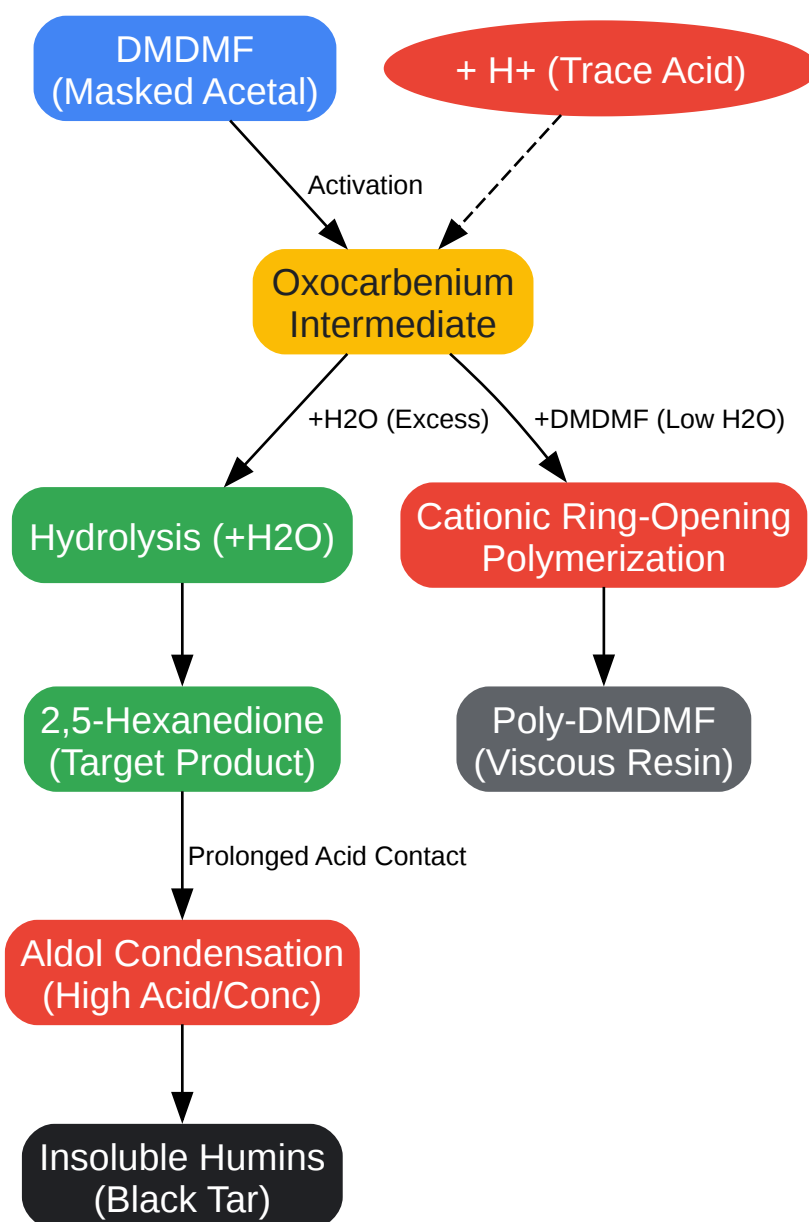 DMDMF
(Masked Acetal)
+ H+ (Trace Acid)
Activation
Oxocarbenium
Intermediate
+H2O (Excess)
+DMDMF (Low H2O)
Hydrolysis (+H2O)
Cationic Ring-Opening
Polymerization
2,5-Hexanedione
(Target Product)
Poly-DMDMF
(Viscous Resin)
Prolonged Acid Contact
Aldol Condensation
(High Acid/Conc)
Insoluble Humins
(Black Tar)